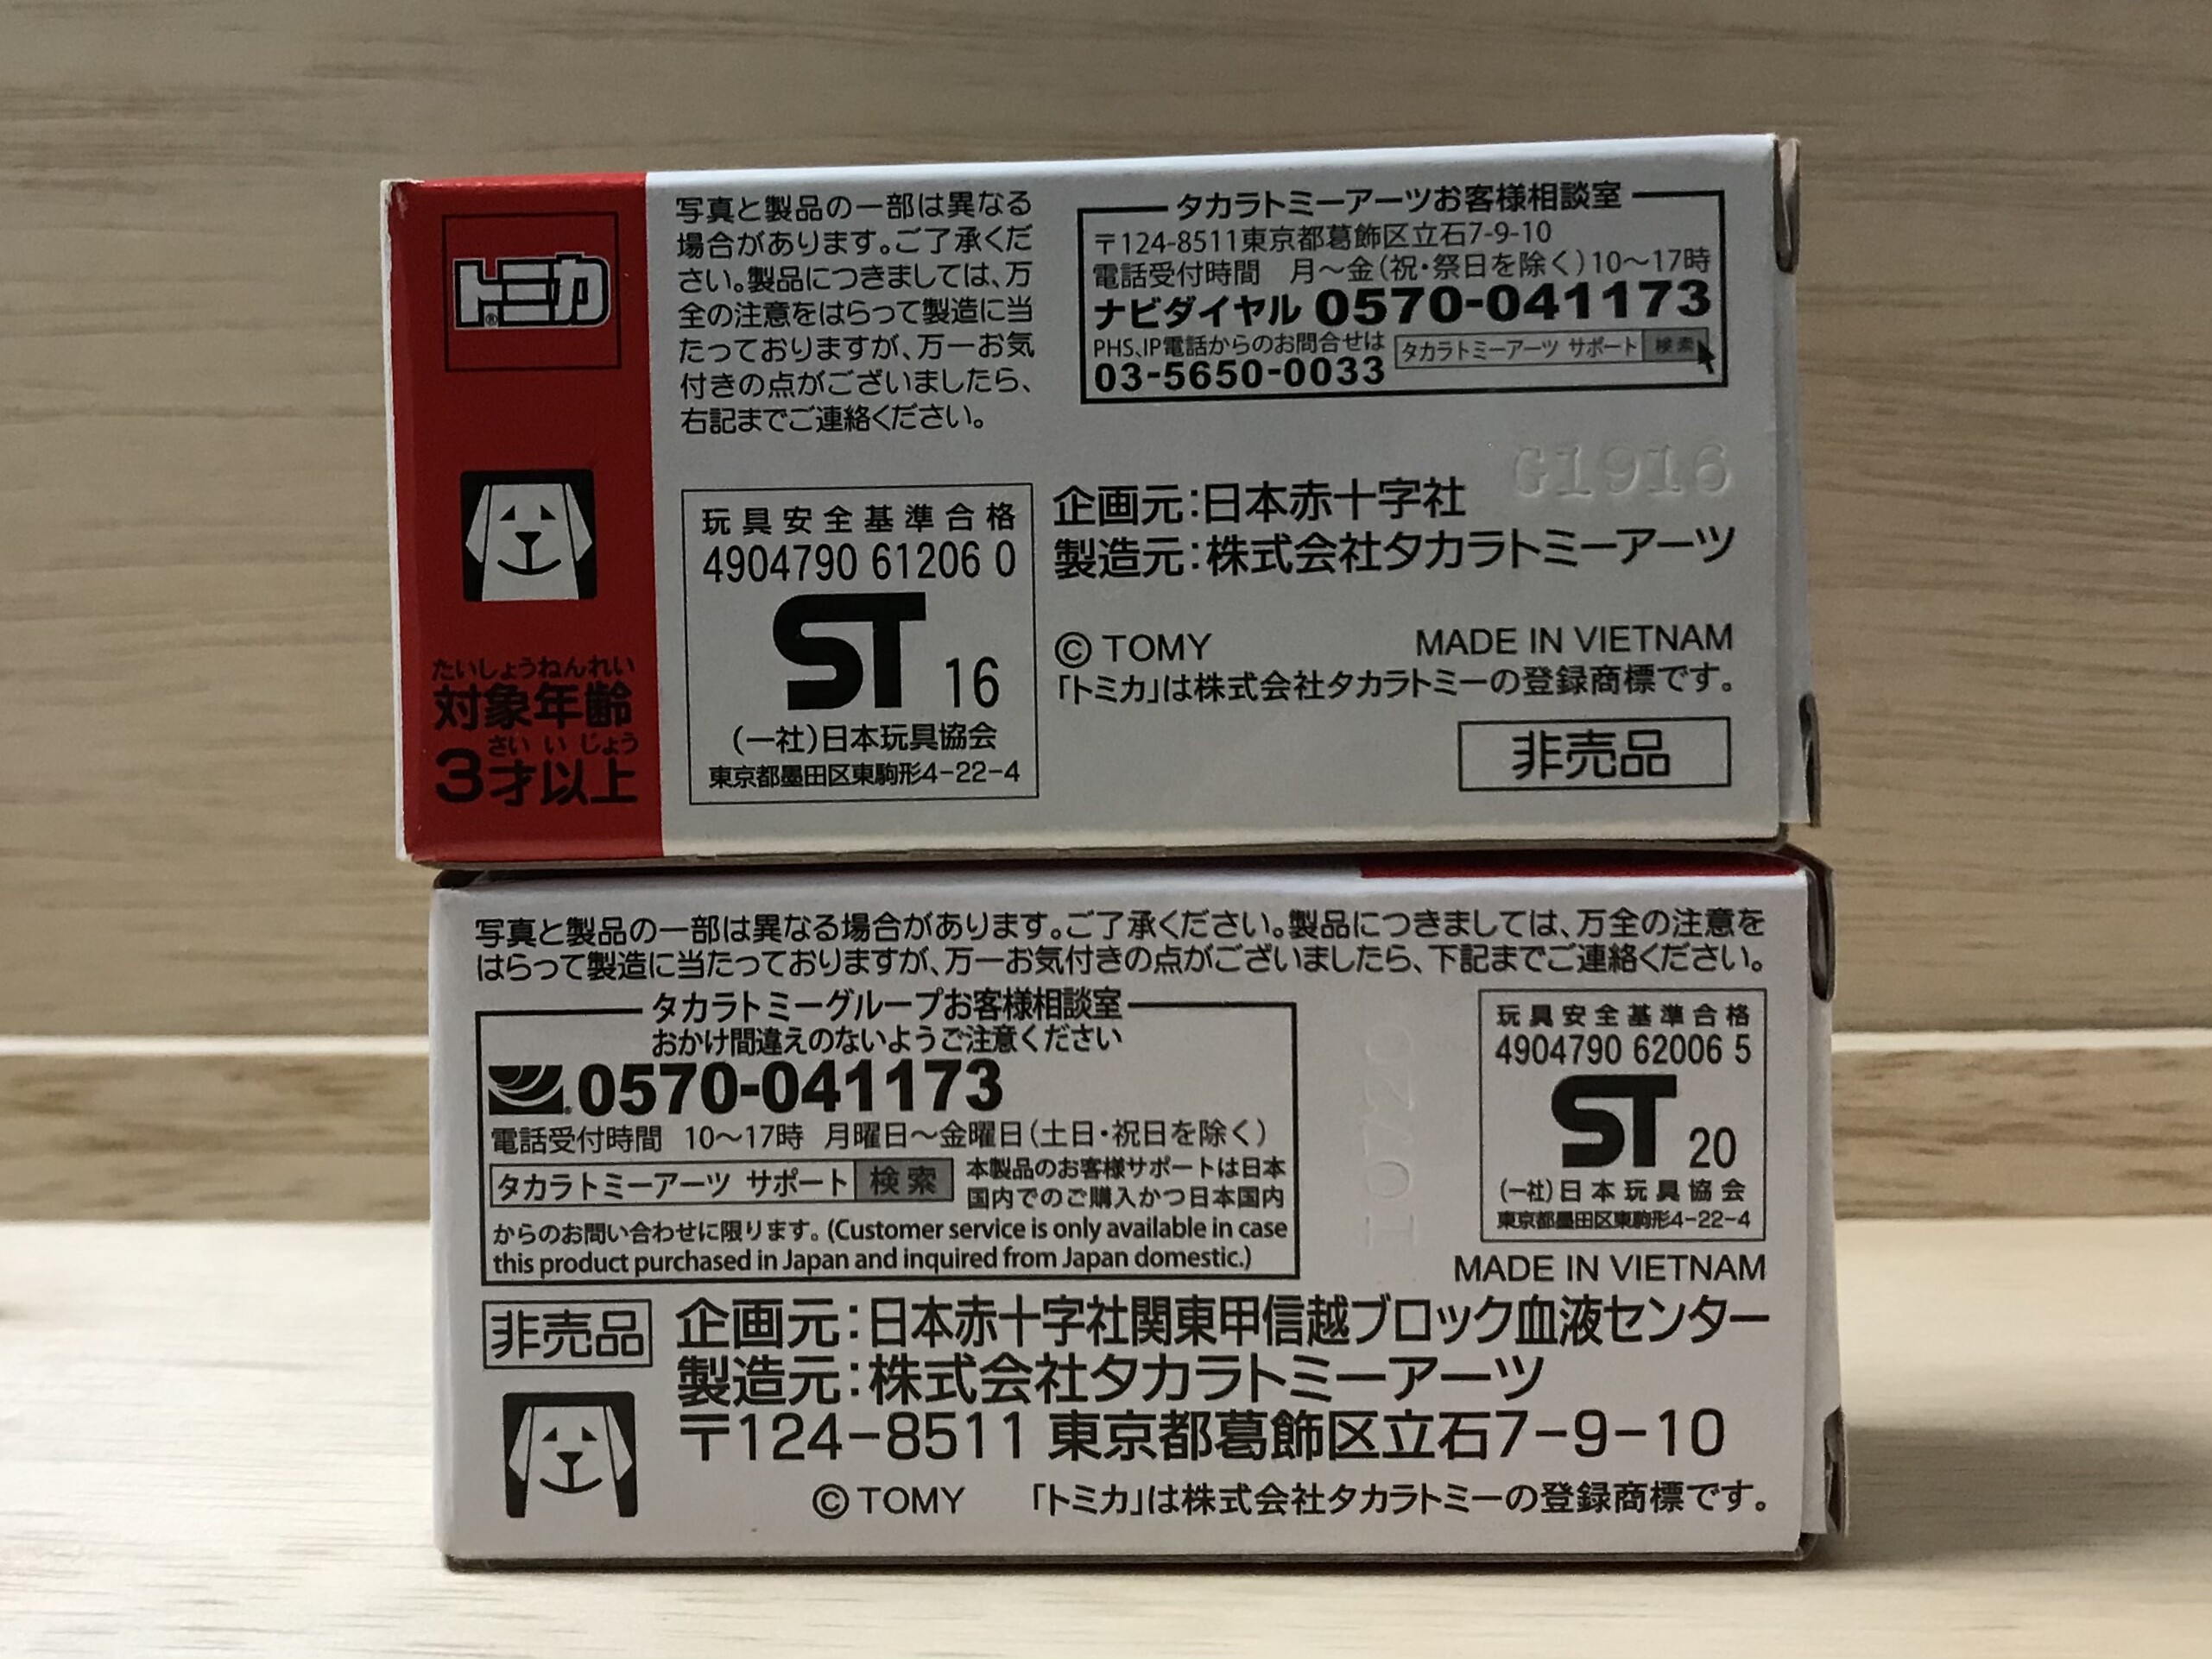 トミカ®
たいしょうねんれい
対象年齢
さい い じょう
3才以上
写真と製品の一部は異なる
場合があります。ご了承くだ
さい。製品につきましては、万
全の注意をはらって製造に当
たっておりますが、万一お気
付きの点がございましたら、
右記までご連絡ください。
タカラトミーアーツお客様相談室
〒124-8511東京都葛飾区立石7-9-10
電話受付時間 月〜金(祝・祭日を除く)10〜17時
ナビダイヤル 0570-041173
PHS、IP電話からのお問合せは
03-5650-0033
タカラトミーアーツ サポート 検索
玩具安全基準合格
4904790 61206 0
ST 16
(一社)日本玩具協会
東京都墨田区東駒形4-22-4
G1916
企画元:日本赤十字社
製造元:株式会社タカラトミーアーツ
© TOMY MADE IN VIETNAM
「トミカ」は株式会社タカラトミーの登録商標です。
非売品
写真と製品の一部は異なる場合があります。ご了承ください。製品につきましては、万全の注意を
はらって製造に当たっておりますが、万一お気付きの点がございましたら、下記までご連絡ください。
タカラトミーグループお客様相談室
おかけ間違えのないようご注意ください
0570-041173
電話受付時間 10〜17時 月曜日〜金曜日(土日・祝日を除く)
タカラトミーアーツ サポート 検索
本製品のお客様サポートは日本
国内でのご購入かつ日本国内
からのお問い合わせに限ります。(Customer service is only available in case
this product purchased in Japan and inquired from Japan domestic.)
玩具安全基準合格
4904790 62006 5
ST 20
(一社)日本玩具協会
東京都墨田区東駒形4-22-4
MADE IN VIETNAM
非売品
企画元:日本赤十字社関東甲信越ブロック血液センター
製造元:株式会社タカラトミーアーツ
〒124-8511 東京都葛飾区立石7-9-10
© TOMY 「トミカ」は株式会社タカラトミーの登録商標です。